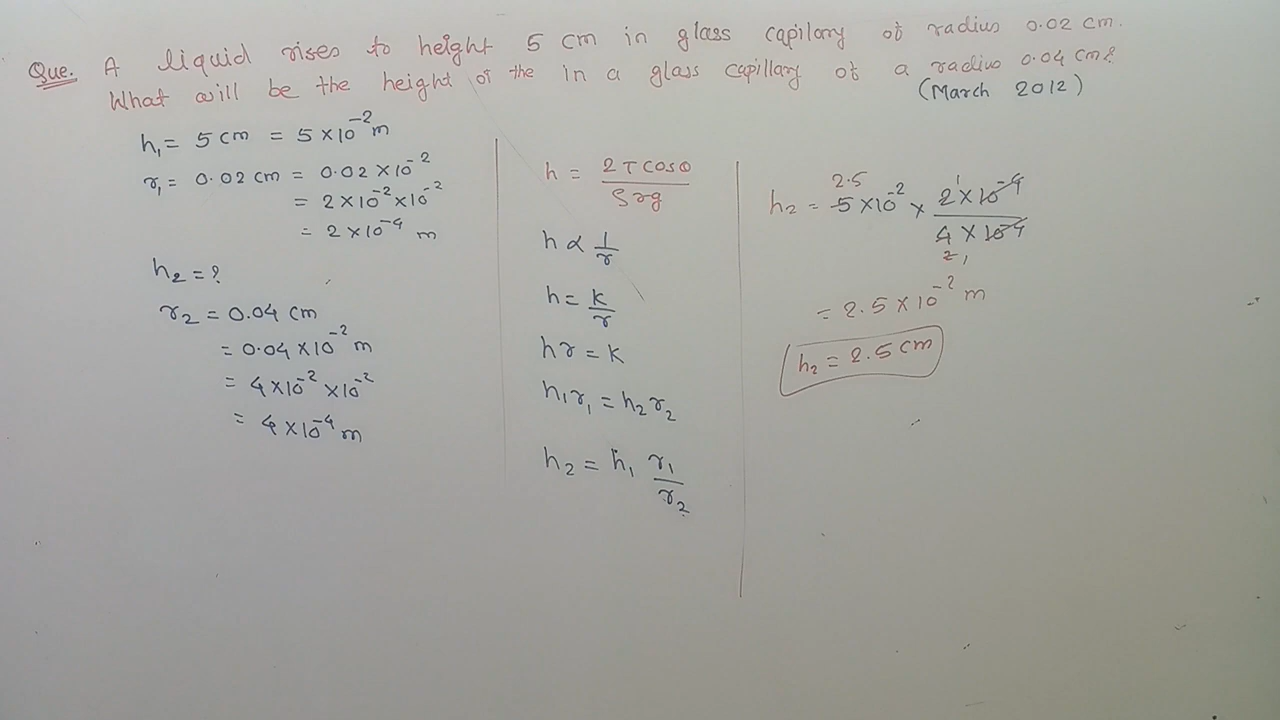 Que. A liquid rises to height 5 cm in glass capilary of radius 0.02 cm.
What will be the height of the in a glass capillary of a radius 0.04 cm?
(March 2012)
h₁ = 5 cm = 5 × 10⁻² m
r₁ = 0.02 cm = 0.02 × 10⁻²
= 2 × 10⁻² × 10⁻²
= 2 × 10⁻⁴ m
h₂ = ?
r₂ = 0.04 cm
= 0.04 × 10⁻² m
= 4 × 10⁻² × 10⁻²
= 4 × 10⁻⁴ m
h = 2 T cos θ / ρrg
h ∝ 1/r
h = k/r
hr = k
h₁r₁ = h₂r₂
h₂ = h₁ r₁/r₂
2.5 1
h₂ = 5 × 10⁻² × 2 × 10⁻⁴ / 4 × 10⁻⁴
2 1
= 2.5 × 10⁻² m
h₂ = 2.5 cm